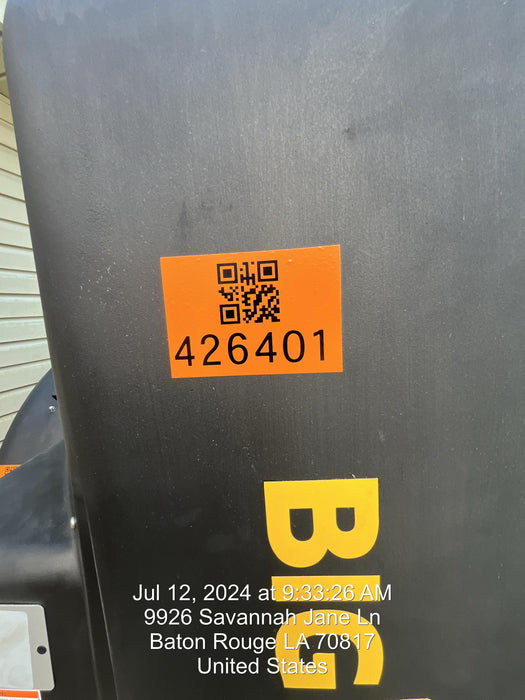 426401
BIG
Jul 12, 2024 at 9:33:26 AM
9926 Savannah Jane Ln
Baton Rouge LA 70817
United States